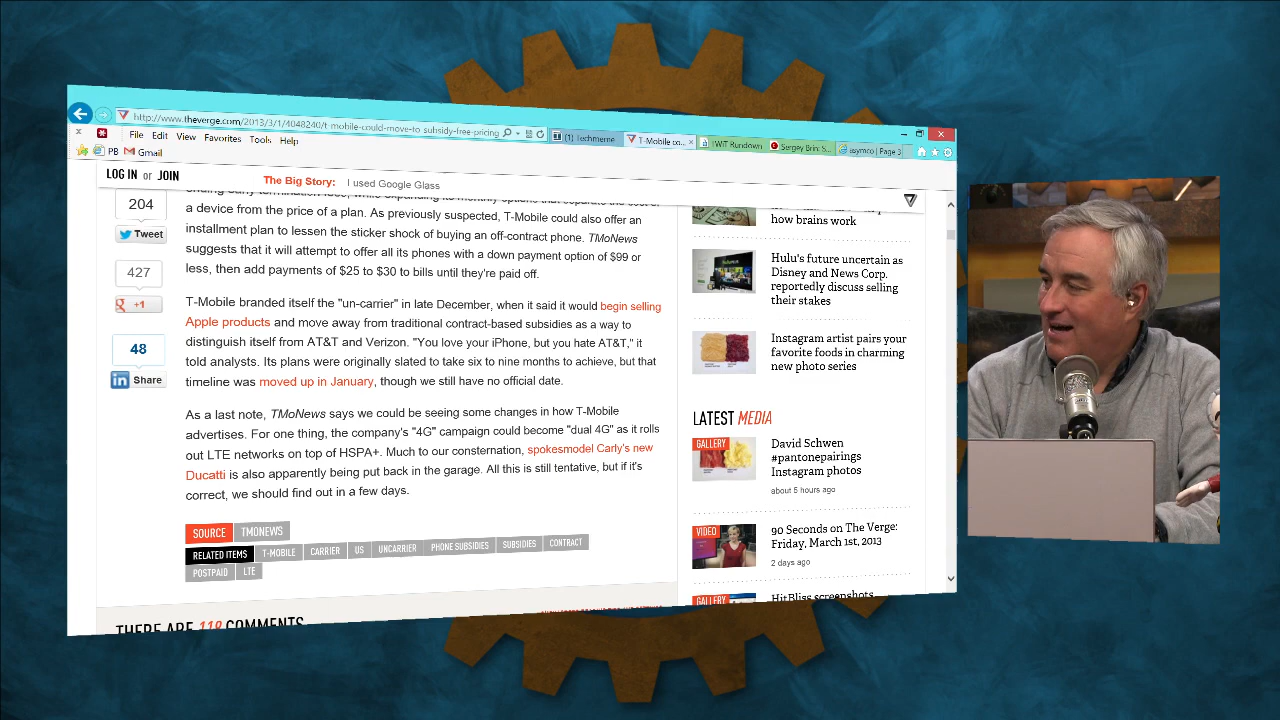 http://www.theverge.com/2013/3/1/4048240/t-mobile-could-move-to subsidy-free-pricing
(1) Techmeme
T-Mobile co...
TWiT Rundown
Sergey Brin: S...
asymco | Page 3
File Edit View Favorites Tools Help
PB Gmail
LOG IN or JOIN
The Big Story: I used Google Glass
204
Tweet
427
+1
48
in Share
a device from the price of a plan. As previously suspected, T-Mobile could also offer an
installment plan to lessen the sticker shock of buying an off-contract phone. TMoNews
suggests that it will attempt to offer all its phones with a down payment option of $99 or
less, then add payments of $25 to $30 to bills until they're paid off.
T-Mobile branded itself the "un-carrier" in late December, when it said it would begin selling
Apple products and move away from traditional contract-based subsidies as a way to
distinguish itself from AT&T and Verizon. "You love your iPhone, but you hate AT&T," it
told analysts. Its plans were originally slated to take six to nine months to achieve, but that
timeline was moved up in January, though we still have no official date.
As a last note, TMoNews says we could be seeing some changes in how T-Mobile
advertises. For one thing, the company's "4G" campaign could become "dual 4G" as it rolls
out LTE networks on top of HSPA+. Much to our consternation, spokesmodel Carly's new
Ducatti is also apparently being put back in the garage. All this is still tentative, but if it's
correct, we should find out in a few days.
SOURCE TMONEWS
RELATED ITEMS T-MOBILE CARRIER US UNCARRIER PHONE SUBSIDIES SUBSIDIES CONTRACT
POSTPAID LTE
THERE ARE 118 COMMENTS
how brains work
Hulu's future uncertain as
Disney and News Corp.
reportedly discuss selling
their stakes
Instagram artist pairs your
favorite foods in charming
new photo series
LATEST MEDIA
GALLERY
David Schwen
#pantonepairings
Instagram photos
about 5 hours ago
VIDEO
90 Seconds on The Verge:
Friday, March 1st, 2013
2 days ago
GALLERY
HitBliss screenshots